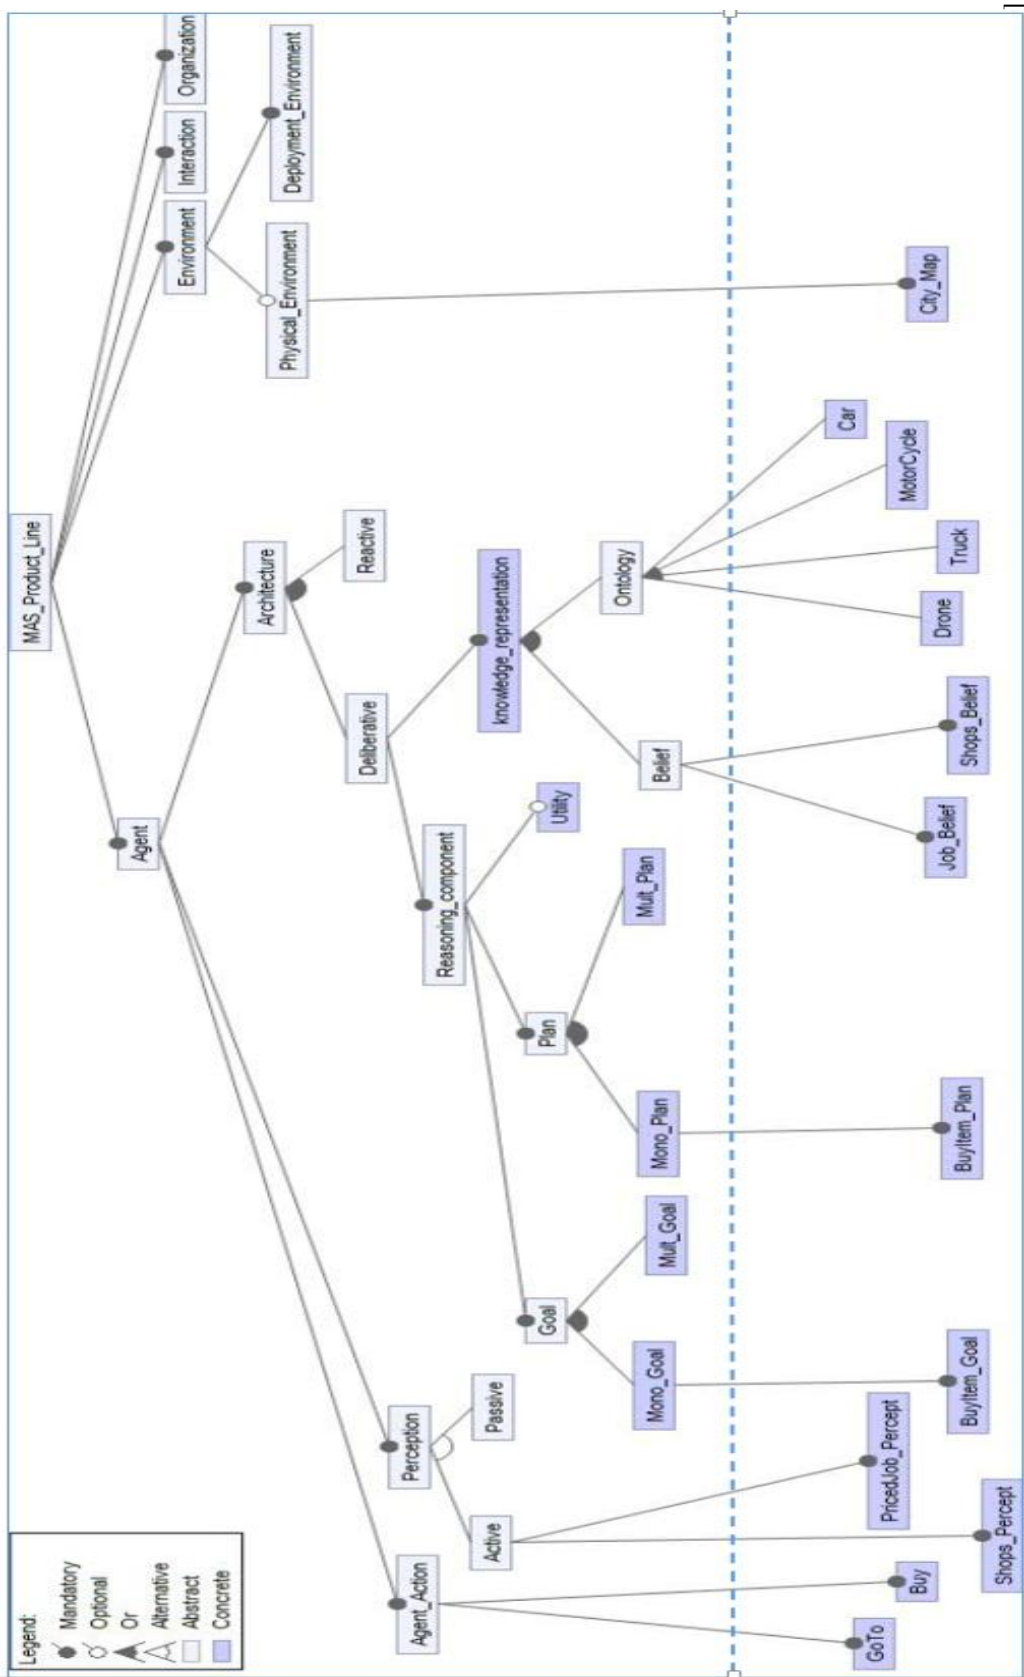 MAS_Product_Line
Agent
Environment
Interaction
Organization
Architecture
Physical_Environment
Deployment_Environment
Deliberative
Reactive
Agent_Action
Perception
Reasoning_component
knowledge_representation
Active
Passive
Goal
Plan
Utility
Belief
Ontology
Mono_Goal
Mult_Goal
Mono_Plan
Mult_Plan
GoTo
Buy
Shops_Percept
PricedJob_Percept
BuyItem_Goal
BuyItem_Plan
Job_Belief
Shops_Belief
Drone
Truck
MotorCycle
Car
City_Map
Legend:
Mandatory
Optional
Or
Alternative
Abstract
Concrete